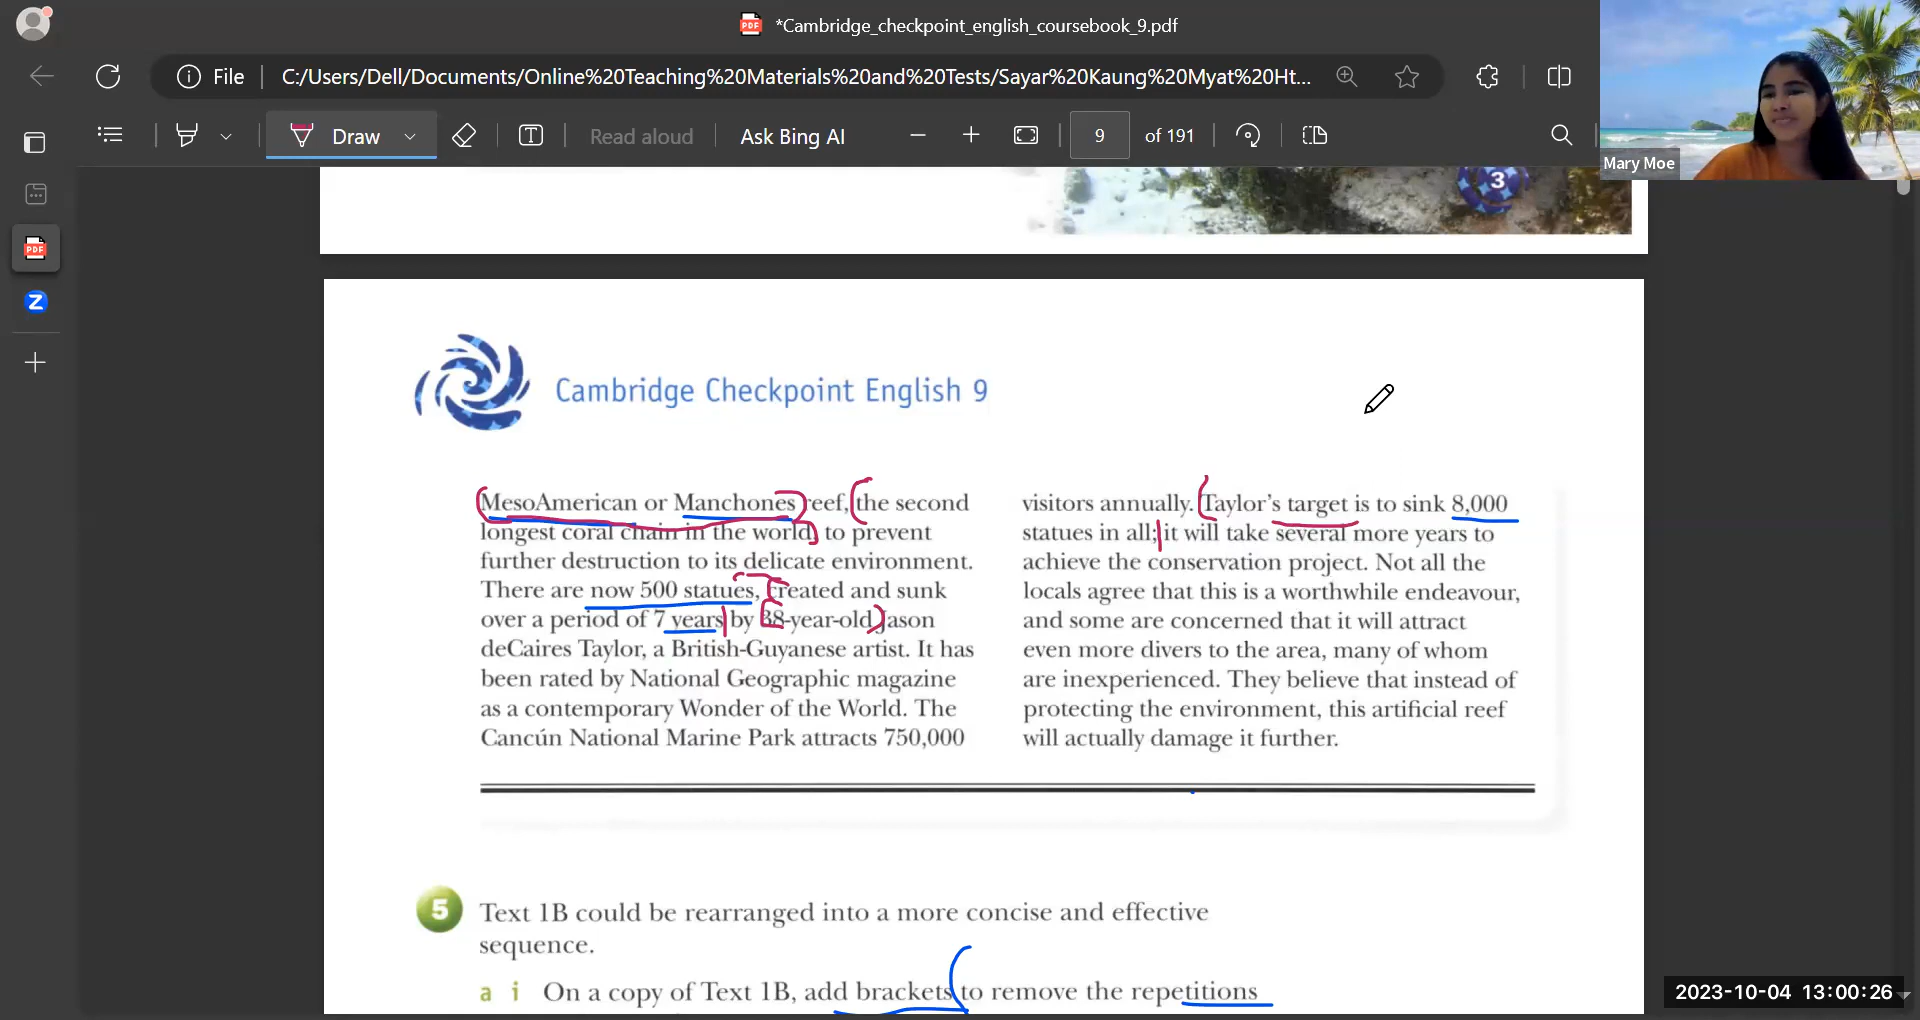 *Cambridge_checkpoint_english_coursebook_9.pdf
File
C:/Users/Dell/Documents/Online%20Teaching%20Materials%20and%20Tests/Sayar%20Kaung%20Myat%20Ht...
Draw
Read aloud
Ask Bing AI
9
of 191
Mary Moe
PDF
Z
3
Cambridge Checkpoint English 9
MesoAmerican or Manchones reef, the second
longest coral chain in the world, to prevent
further destruction to its delicate environment.
There are now 500 statues, created and sunk
over a period of 7 years by 38-year-old Jason
deCaires Taylor, a British-Guyanese artist. It has
been rated by National Geographic magazine
as a contemporary Wonder of the World. The
Cancún National Marine Park attracts 750,000
visitors annually. Taylor's target is to sink 8,000
statues in all; it will take several more years to
achieve the conservation project. Not all the
locals agree that this is a worthwhile endeavour,
and some are concerned that it will attract
even more divers to the area, many of whom
are inexperienced. They believe that instead of
protecting the environment, this artificial reef
will actually damage it further.
5 Text 1B could be rearranged into a more concise and effective
sequence.
a i On a copy of Text 1B, add brackets to remove the repetitions
2023-10-04 13:00:26